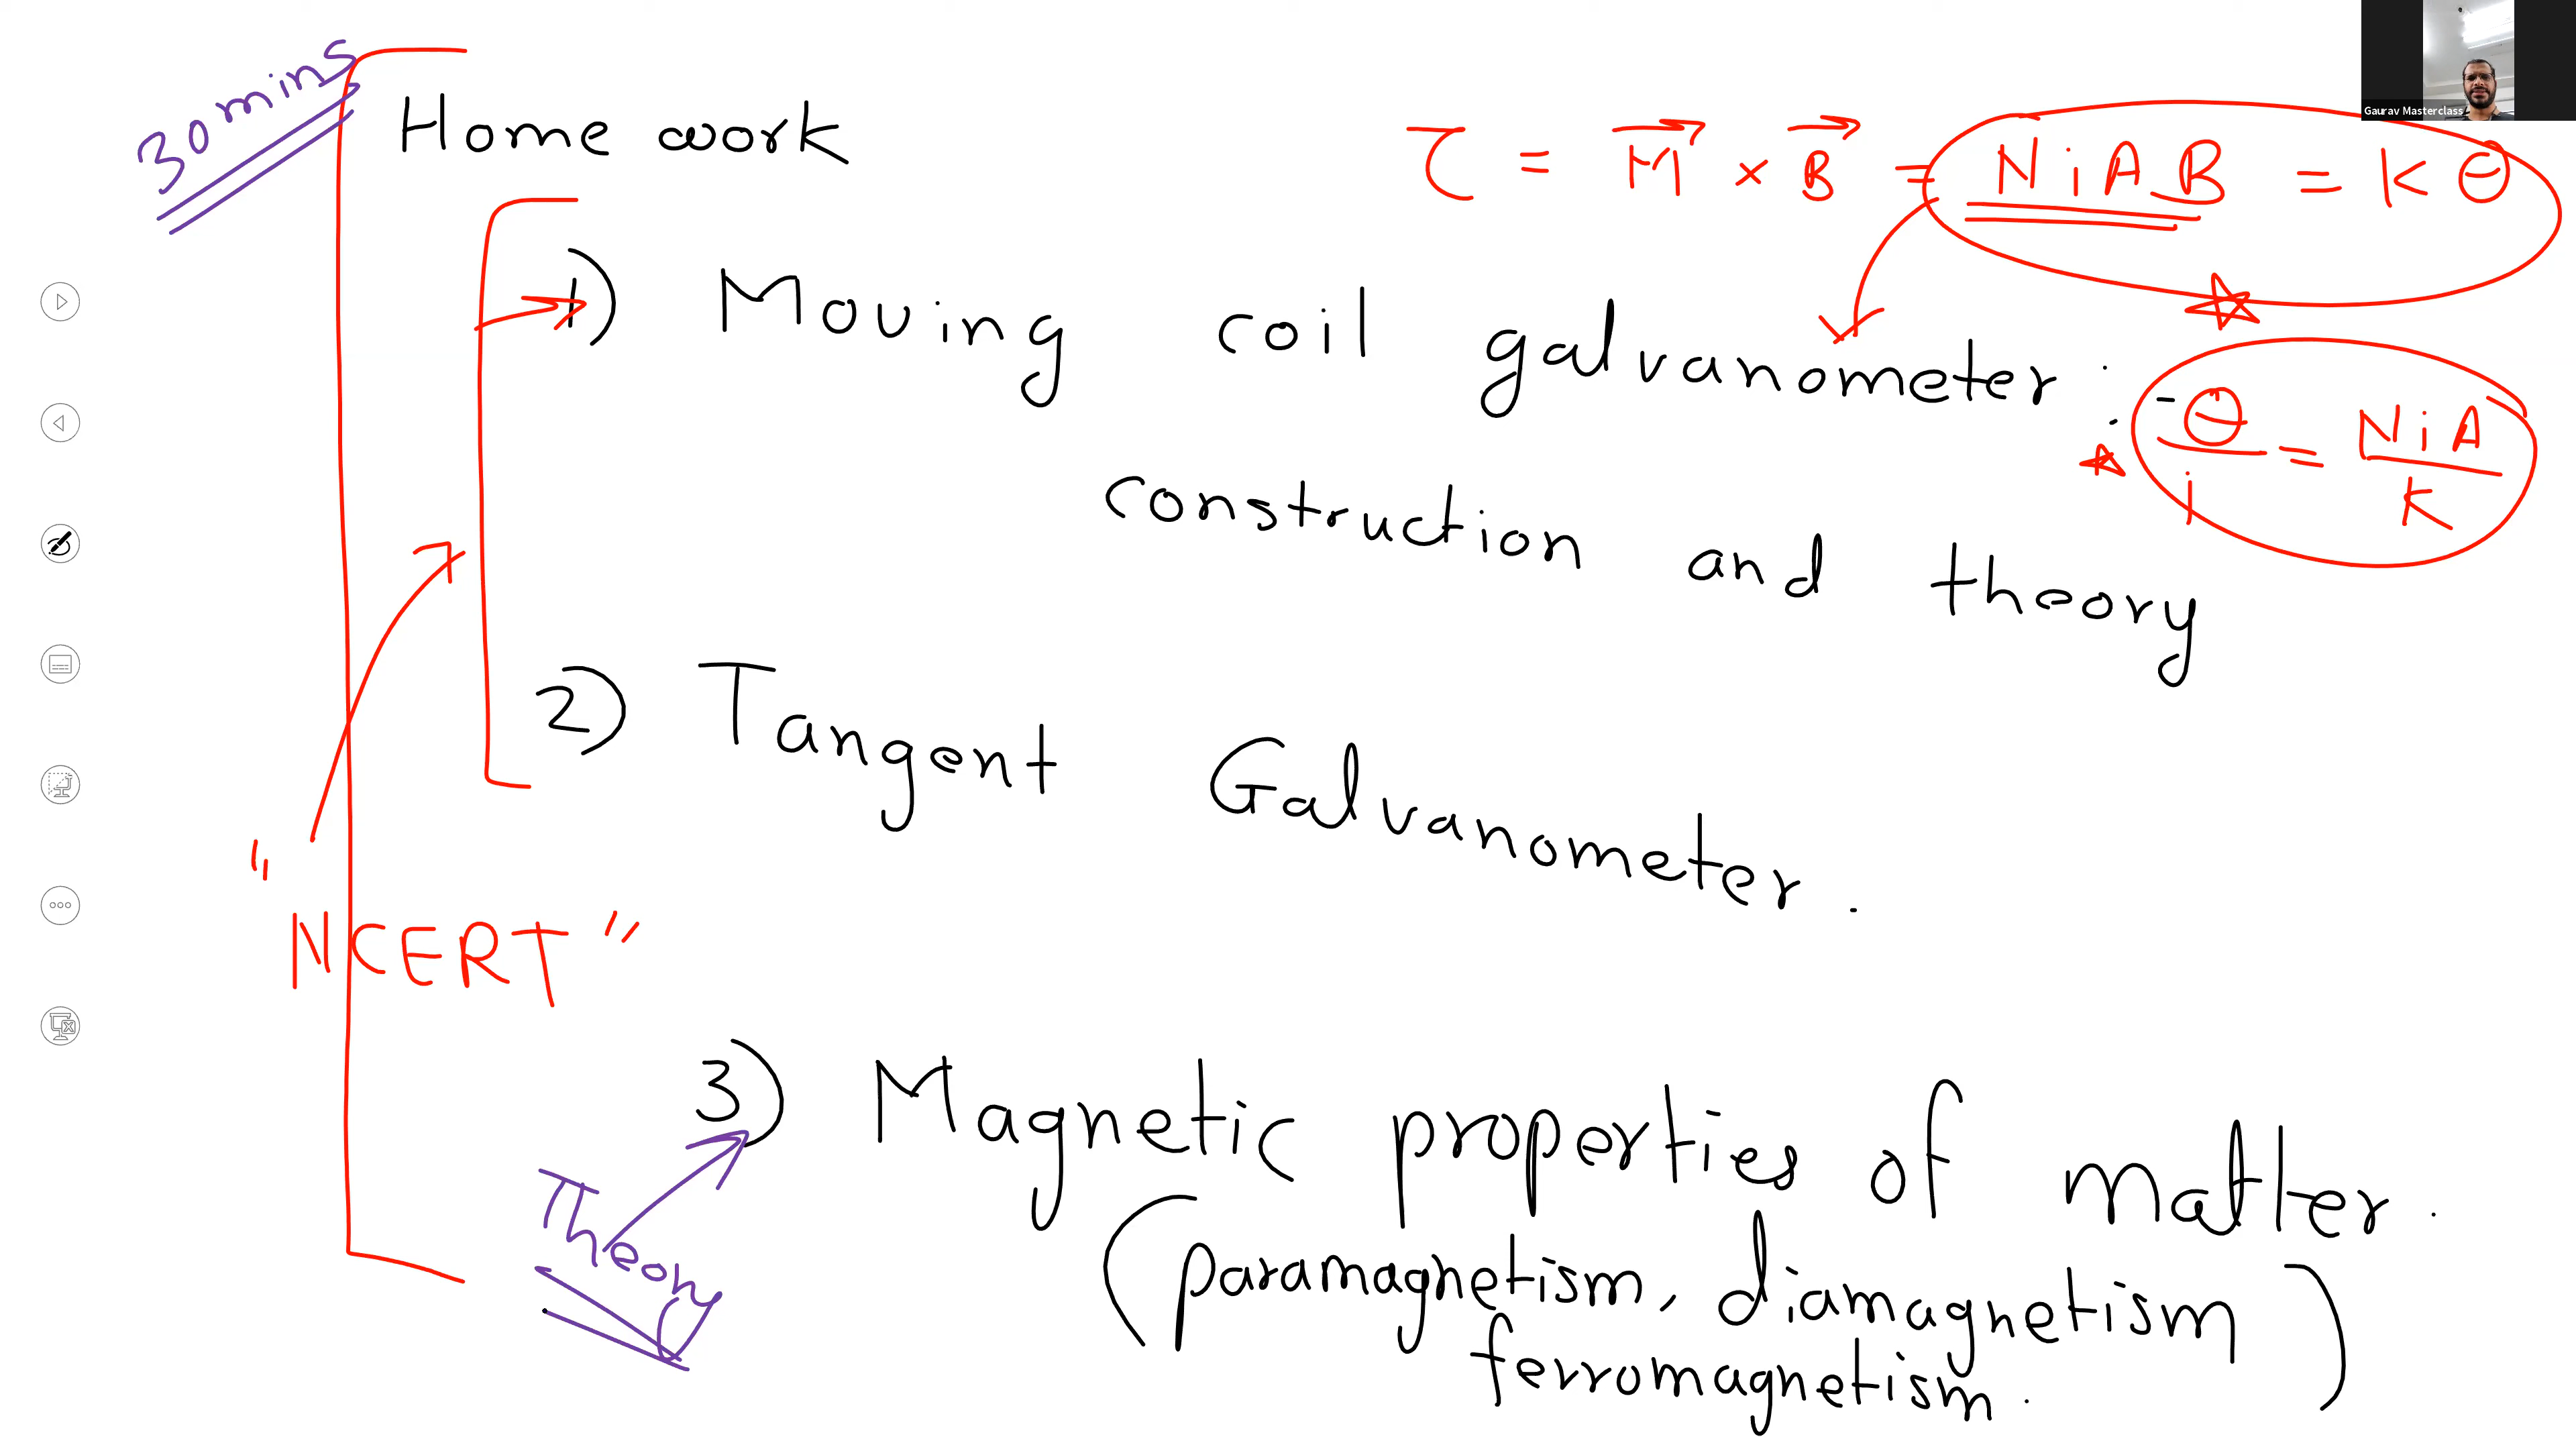 30 mins
Home work
τ = M × B = NiAB = Kθ
1) Moving coil galvanometer :-
θ/i = NiA/K
construction and theory
2) Tangent Galvanometer.
" NCERT "
3) Magnetic properties of matter.
Theory
(paramagnetism, diamagnetism
ferromagnetism.)
Gaurav Masterclass